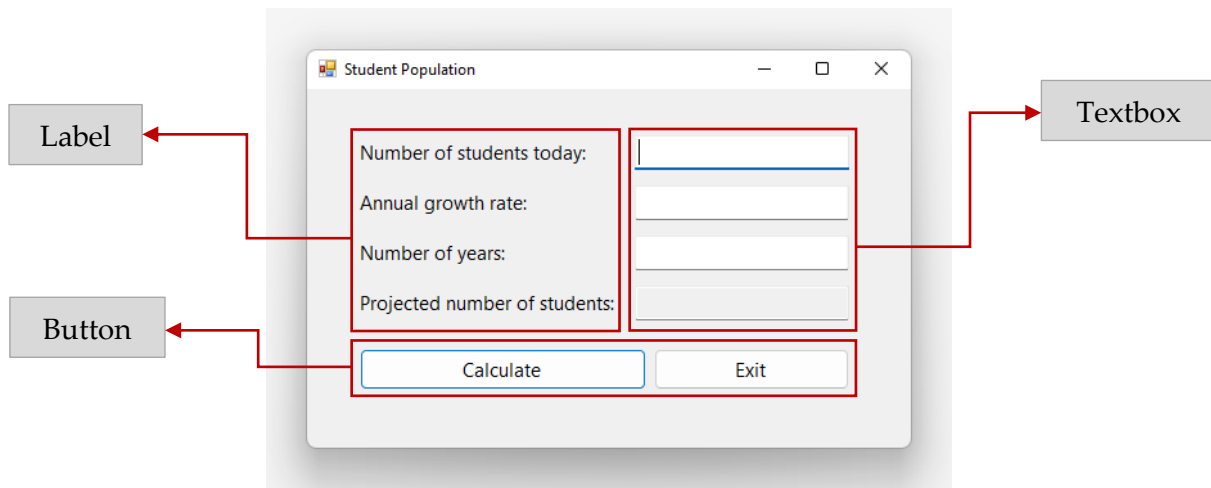 Student Population
Label
Textbox
Number of students today:
Annual growth rate:
Number of years:
Projected number of students:
Button
Calculate
Exit